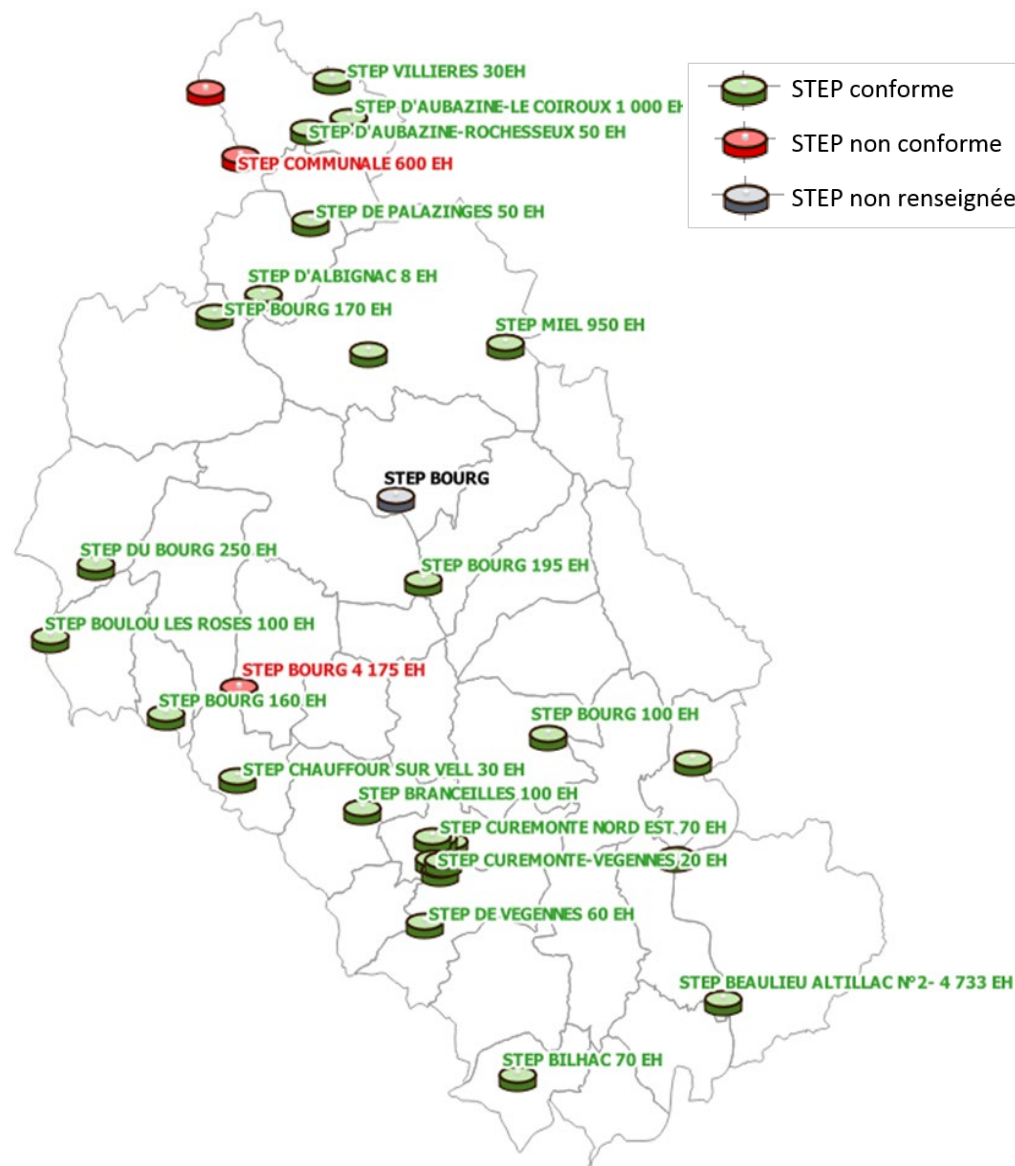 STEP VILLIERES 30EH
STEP D'AUBAZINE-LE COIROUX 1 000 EH
STEP D'AUBAZINE-ROCHESSEUX 50 EH
STEP COMMUNALE 600 EH
STEP conforme
STEP non conforme
STEP non renseignée
STEP DE PALAZINGES 50 EH
STEP D'ALBIGNAC 8 EH
STEP BOURG 170 EH
STEP MIEL 950 EH
STEP BOURG
STEP DU BOURG 250 EH
STEP BOURG 195 EH
STEP BOULOU LES ROSES 100 EH
STEP BOURG 4 175 EH
STEP BOURG 160 EH
STEP BOURG 100 EH
STEP CHAUFFOUR SUR VELL 30 EH
STEP BRANCEILLES 100 EH
STEP CUREMONTE NORD EST 70 EH
STEP CUREMONTE-VEGENNES 20 EH
STEP DE VEGENNES 60 EH
STEP BEAULIEU ALTILLAC N°2- 4 733 EH
STEP BILHAC 70 EH